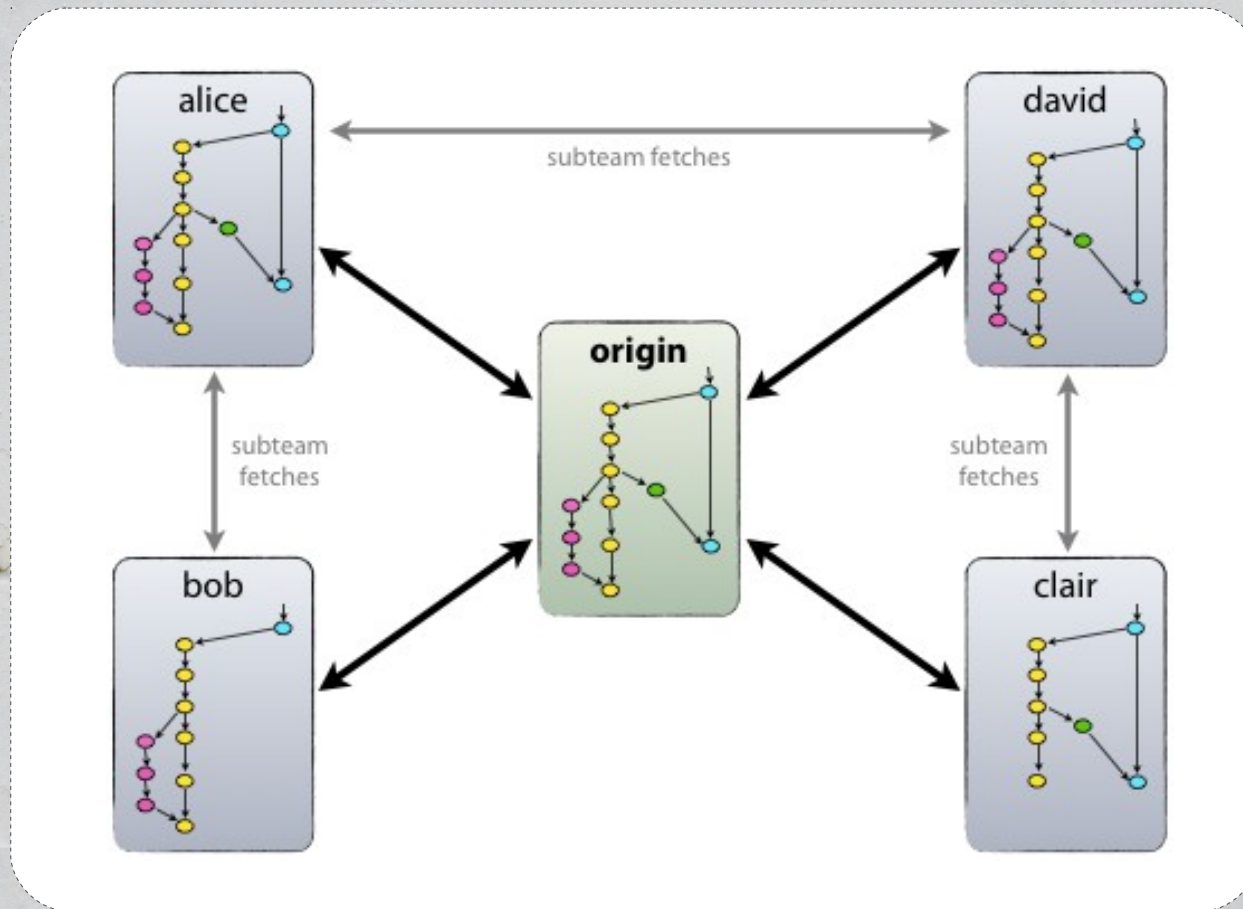 alice
david
subteam fetches
origin
subteam
fetches
subteam
fetches
bob
clair